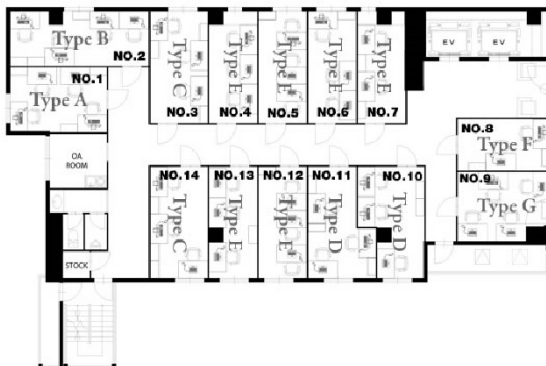 Type B
NO.2
NO.1
Type A
OA ROOM
STOCK
Type C
NO.3
Type E
NO.4
Type E
NO.5
Type E
NO.6
Type E
NO.7
EV
EV
NO.8
Type F
NO.9
Type G
NO.14
Type C
NO.13
Type E
NO.12
Type E
NO.11
Type D
NO.10
Type D